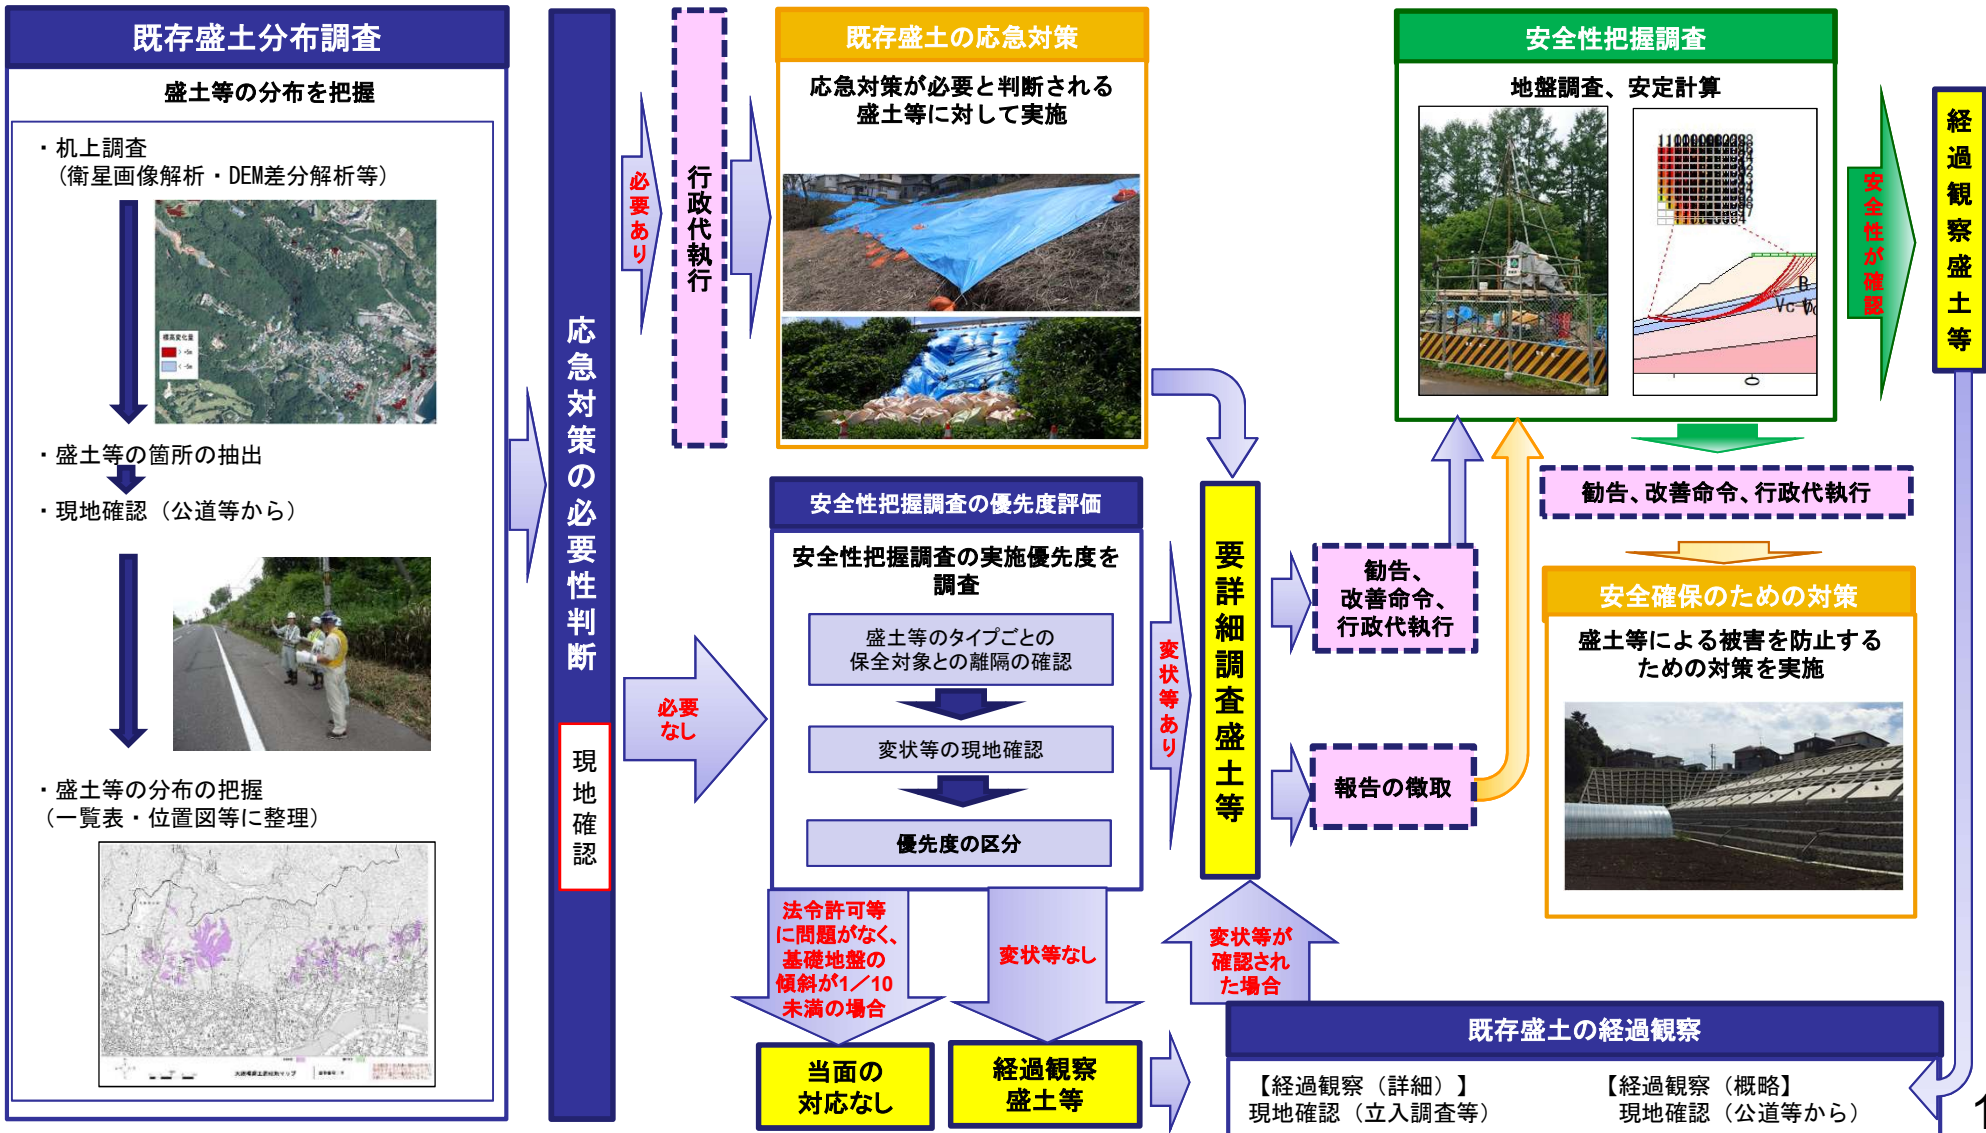 既存盛土分布調査
盛土等の分布を把握
・机上調査
（衛星画像解析・DEM差分解析等）
標高変化量
> +5m
< -5m
・盛土等の箇所の抽出
・現地確認（公道等から）
・盛土等の分布の把握
（一覧表・位置図等に整理）
応急対策の必要性判断
現地確認
必要あり
行政代執行
既存盛土の応急対策
応急対策が必要と判断される
盛土等に対して実施
必要
なし
安全性把握調査の優先度評価
安全性把握調査の実施優先度を
調査
盛土等のタイプごとの
保全対象との離隔の確認
変状等の現地確認
優先度の区分
法令許可等
に問題がなく、
基礎地盤の
傾斜が1／10
未満の場合
変状等なし
当面の
対応なし
経過観察
盛土等
変状等あり
要詳細調査盛土等
変状等が
確認され
た場合
勧告、
改善命令、
行政代執行
報告の徴取
安全性把握調査
地盤調査、安定計算
安全性が確認
経過観察盛土等
勧告、改善命令、行政代執行
安全確保のための対策
盛土等による被害を防止する
ための対策を実施
既存盛土の経過観察
【経過観察（詳細）】
現地確認（立入調査等）
【経過観察（概略】
現地確認（公道等から）